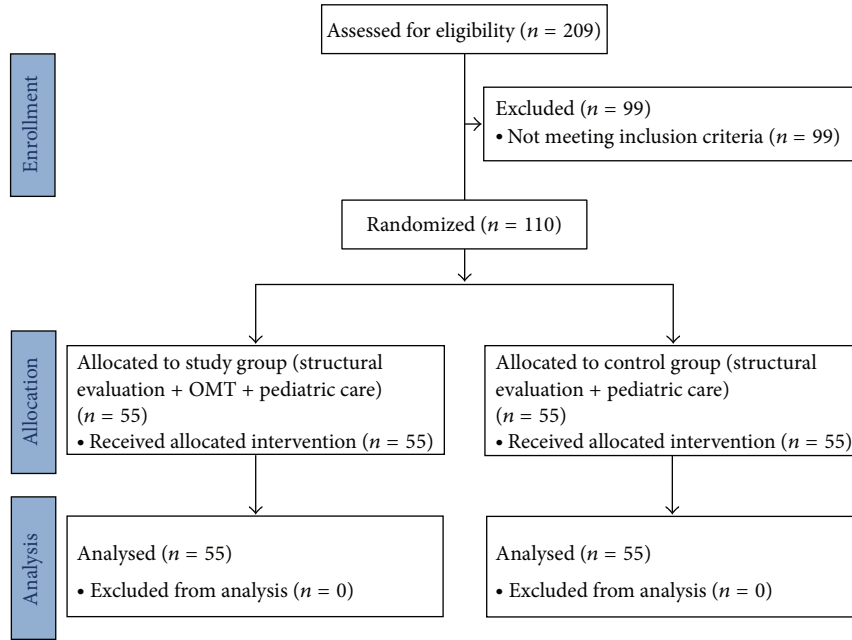 Assessed for eligibility (n = 209)
Enrollment
Excluded (n = 99)
• Not meeting inclusion criteria (n = 99)
Randomized (n = 110)
Allocation
Allocated to study group (structural
evaluation + OMT + pediatric care)
(n = 55)
• Received allocated intervention (n = 55)
Allocated to control group (structural
evaluation + pediatric care)
(n = 55)
• Received allocated intervention (n = 55)
Analysis
Analysed (n = 55)
• Excluded from analysis (n = 0)
Analysed (n = 55)
• Excluded from analysis (n = 0)